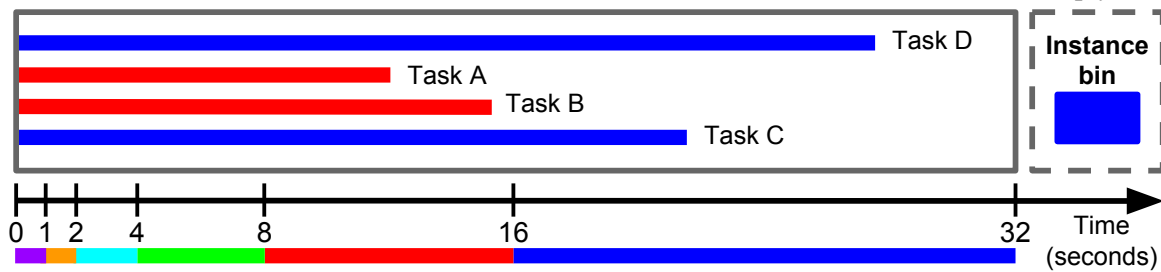 Task D
Task A
Task B
Task C
Instance
bin
0 1 2 4 8 16 32
Time
(seconds)